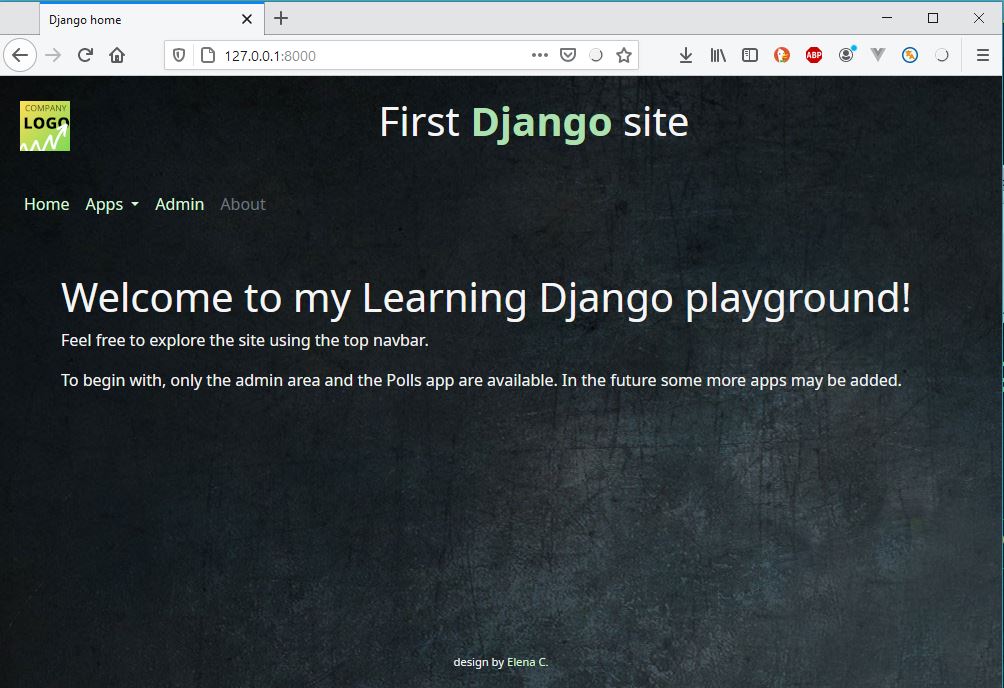 Django home
127.0.0.1:8000
ABP
COMPANY
LOGO
First Django site
Home Apps Admin About
Welcome to my Learning Django playground!
Feel free to explore the site using the top navbar.
To begin with, only the admin area and the Polls app are available. In the future some more apps may be added.
design by Elena C.